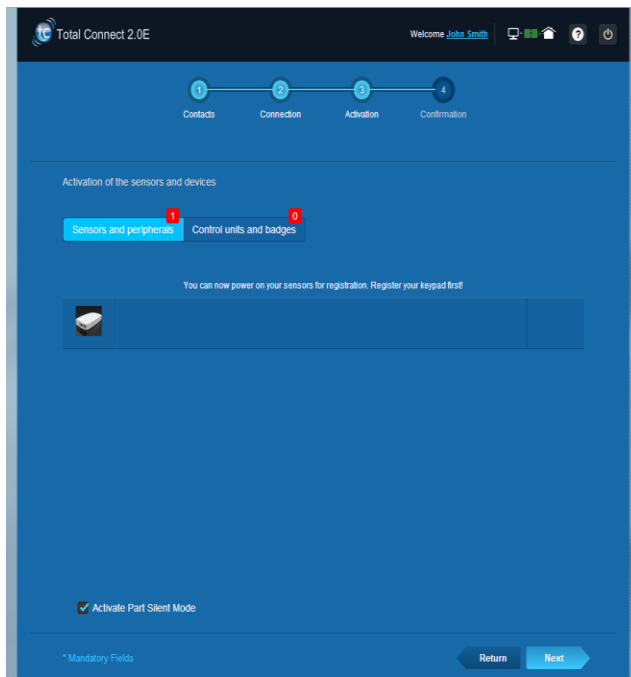 tc Total Connect 2.0E
Welcome John Smith
?
1 2 3 4
Contacts Connection Activation Confirmation
Activation of the sensors and devices
1 0
Sensors and peripherals Control units and badges
You can now power on your sensors for registration. Register your keypad first!
Activate Part Silent Mode
* Mandatory Fields Return Next